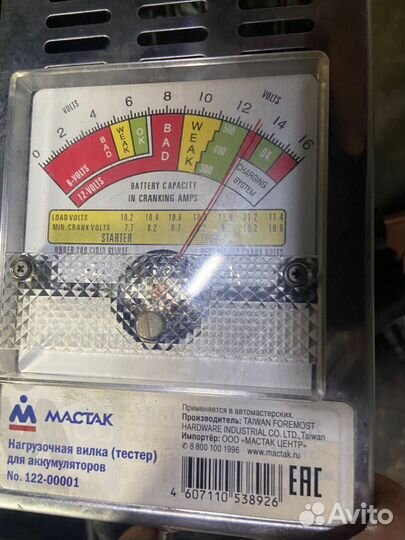 VOLTS VOLTS
0 2 4 6 8 10 12 14 16
BAD WEAK OK BAD WEAK 500 400 300 OK
6-VOLTS
12-VOLTS
CHARGING SYSTEM
BATTERY CAPACITY
IN CRANKING AMPS
LOAD VOLTS 10.2 10.4 10.6 11.2 11.4
MIN. CRANK VOLTS 7.7 8.2 8.7 10.2 10.6
STARTER
VOLTS
МАСТАК
Нагрузочная вилка (тестер)
для аккумуляторов
No. 122-00001
Применяется в автомастерских.
Производитель: TAIWAN FOREMOST
HARDWARE INDUSTRIAL CO. LTD., Taiwan
Импортёр: ООО «МАСТАК ЦЕНТР»
8 800 100 1996 www.mactak.ru
4 607110 538926
EAC
Avito